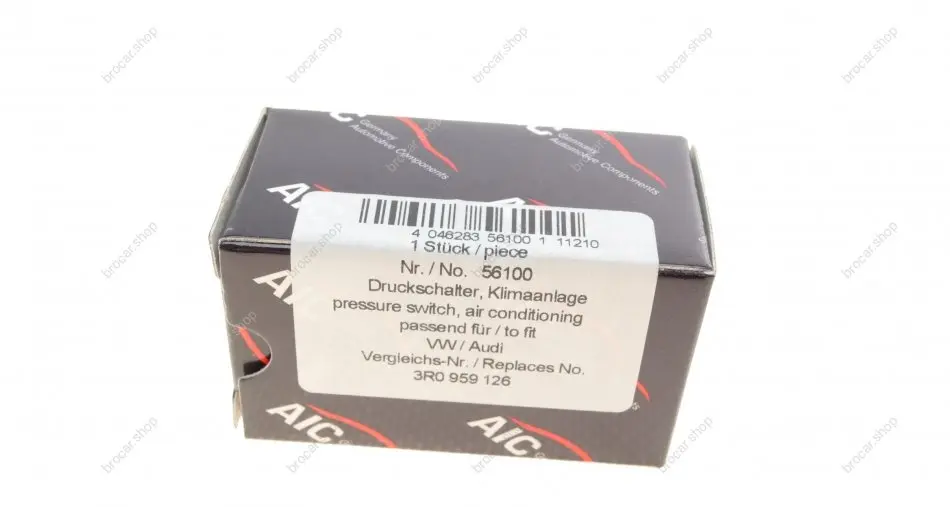 brocar.shop brocar.shop brocar.shop brocar.shop brocar.shop
Germany
Automotive Components
Germany
Automotive Components
AIC
4 046283 56100 1 11210
1 Stück / piece
Nr. / No. 56100
Druckschalter, Klimaanlage
pressure switch, air conditioning
passend für / to fit
VW / Audi
Vergleichs-Nr. / Replaces No.
3R0 959 126
AIC
AIC
AIC
brocar.shop brocar.shop brocar.shop brocar.shop brocar.shop